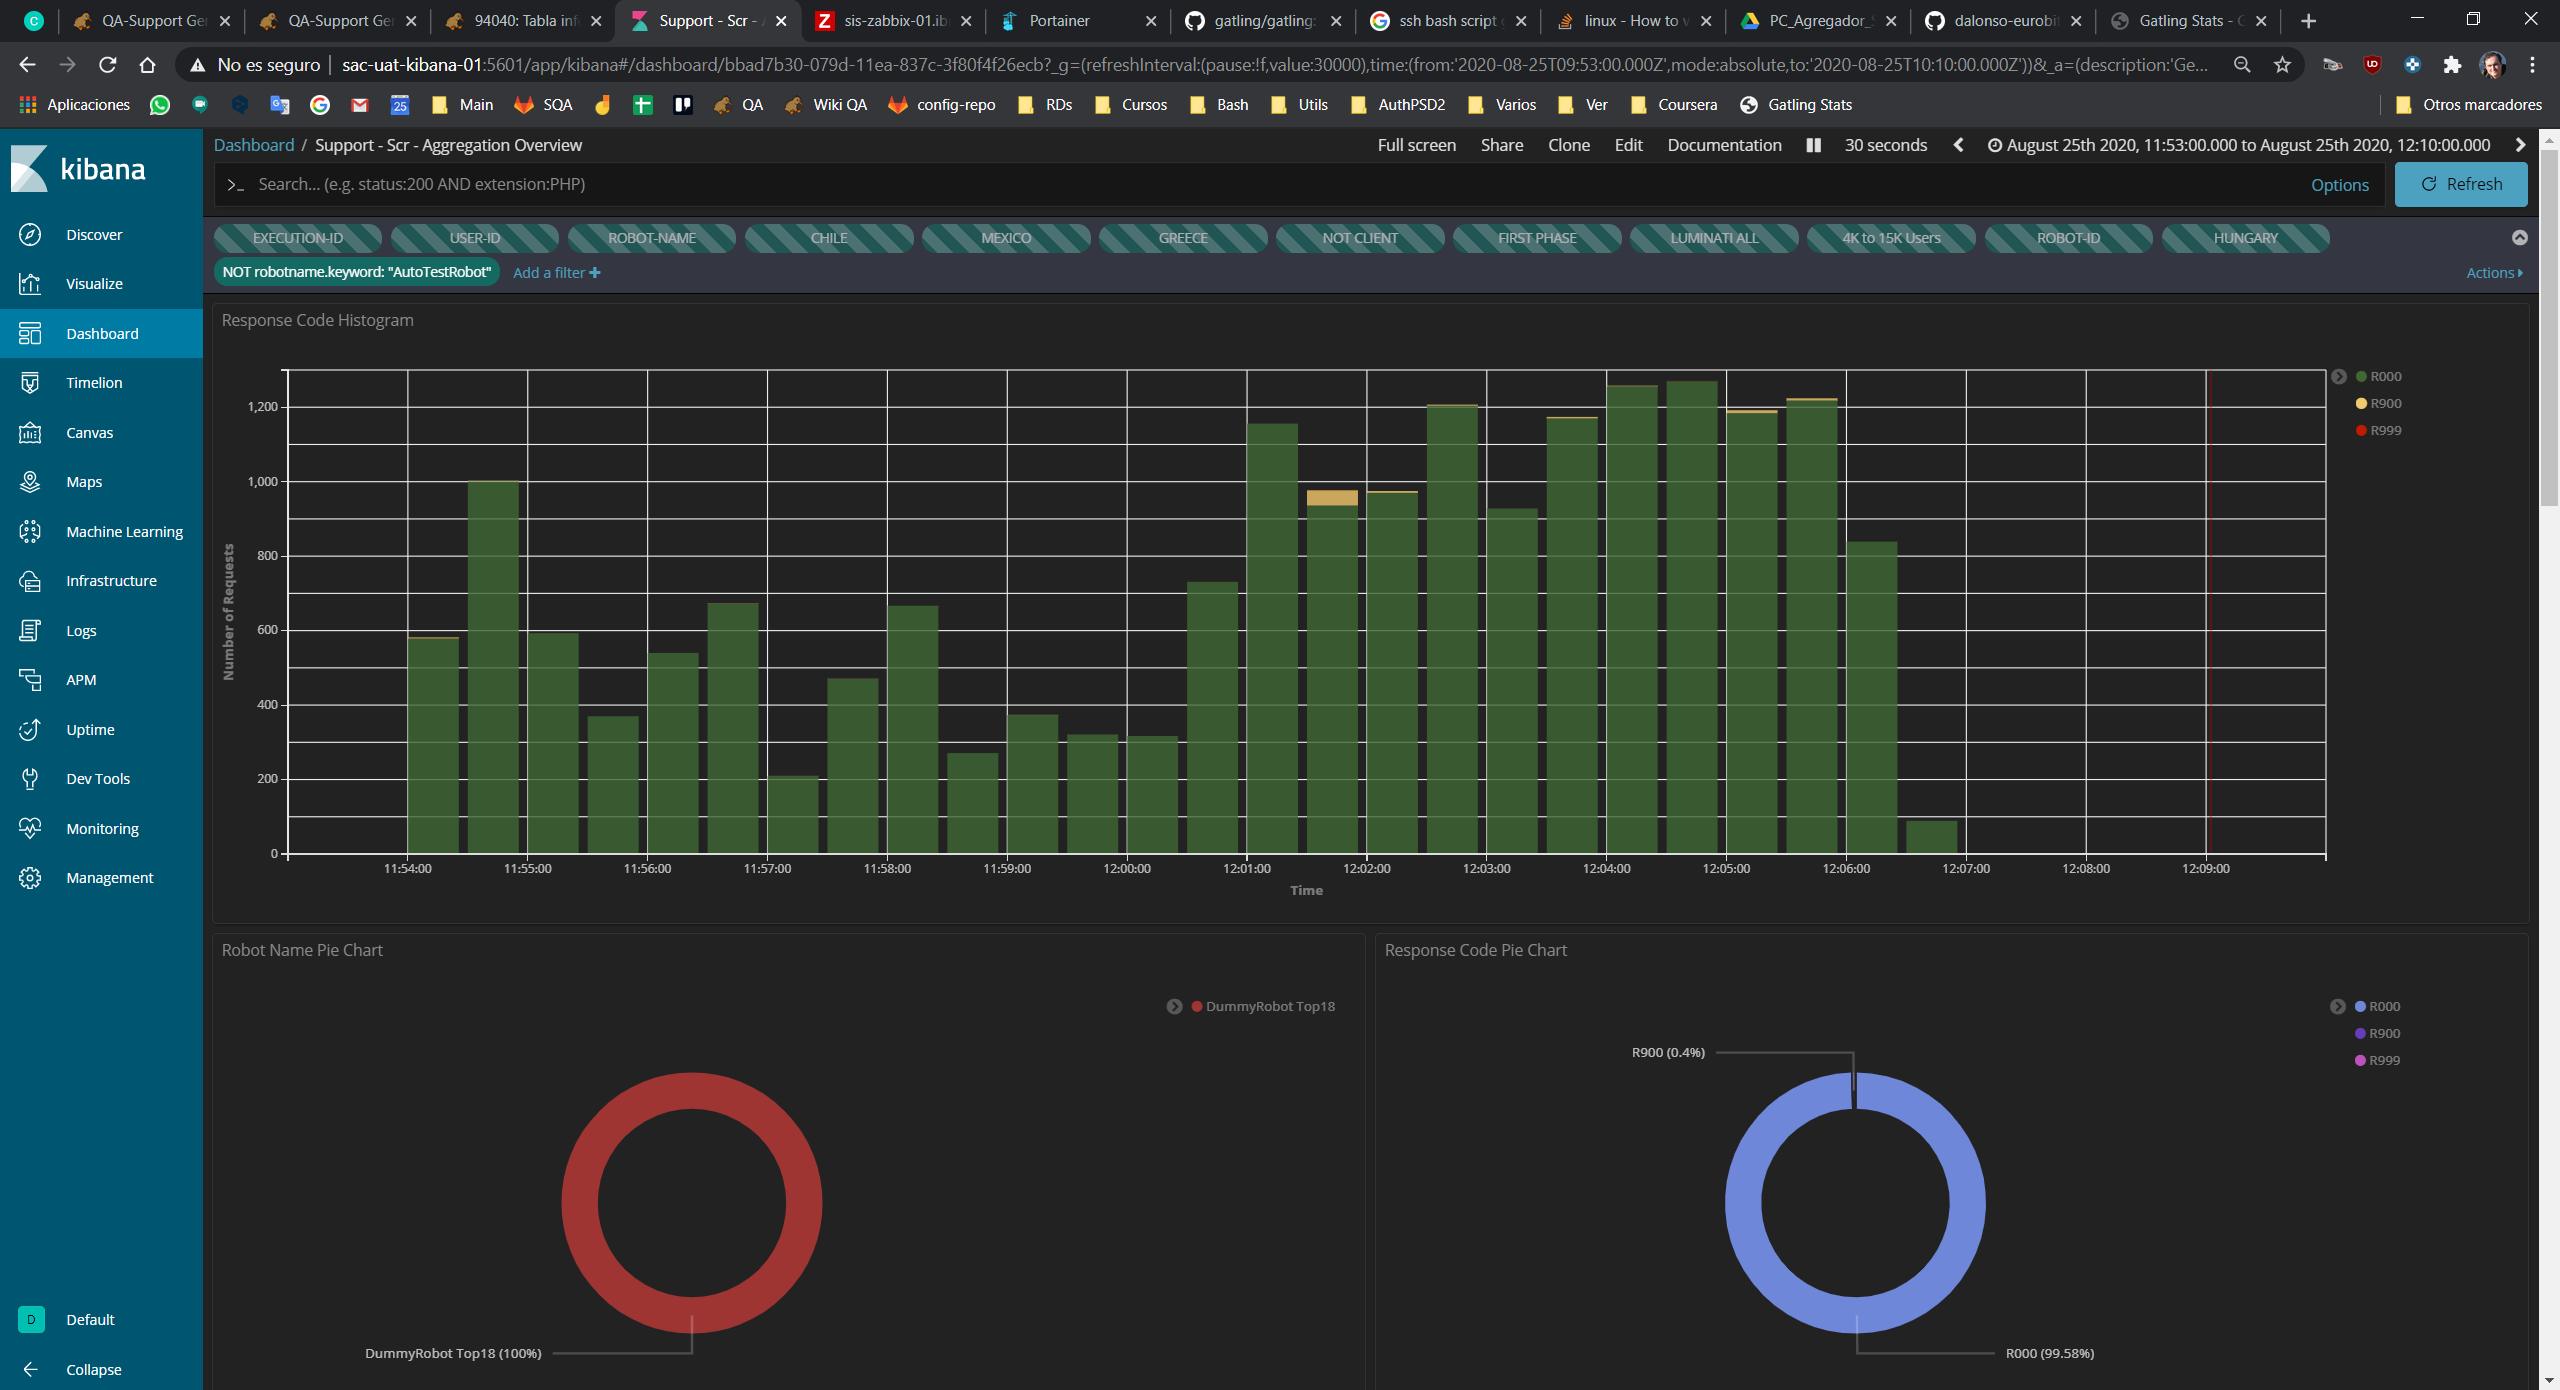 QA-Support Ger
QA-Support Ger
94040: Tabla inf
Support - Scr - A
sis-zabbix-01.ib
Portainer
gatling/gatling
ssh bash script
linux - How to
PC_Agregador_
dalonso-eurobit
Gatling Stats - G
No es seguro
sac-uat-kibana-01:5601/app/kibana#/dashboard/bbad7b30-079d-11ea-837c-3f80f4f26ecb?_g=(refreshInterval:(pause:!f,value:30000),time:(from:'2020-08-25T09:53:00.000Z',mode:absolute,to:'2020-08-25T10:10:00.000Z'))&_a=(description:'Ge...
Aplicaciones
25
Main
SQA
QA
Wiki QA
config-repo
RDs
Cursos
Bash
Utils
AuthPSD2
Varios
Ver
Coursera
Gatling Stats
Otros marcadores
kibana
Discover
Visualize
Dashboard
Timelion
Canvas
Maps
Machine Learning
Infrastructure
Logs
APM
Uptime
Dev Tools
Monitoring
Management
D Default
Collapse
Dashboard / Support - Scr - Aggregation Overview
Full screen
Share
Clone
Edit
Documentation
30 seconds
August 25th 2020, 11:53:00.000 to August 25th 2020, 12:10:00.000
>_ Search... (e.g. status:200 AND extension:PHP)
Options
Refresh
EXECUTION-ID
USER-ID
ROBOT-NAME
CHILE
MEXICO
GREECE
NOT CLIENT
FIRST PHASE
LUMINATI ALL
4K to 15K Users
ROBOT-ID
HUNGARY
NOT robotname.keyword: "AutoTestRobot"
Add a filter +
Actions
Response Code Histogram
Number of Requests
1,200
1,000
800
600
400
200
0
11:54:00
11:55:00
11:56:00
11:57:00
11:58:00
11:59:00
12:00:00
12:01:00
12:02:00
12:03:00
12:04:00
12:05:00
12:06:00
12:07:00
12:08:00
12:09:00
Time
R000
R900
R999
Robot Name Pie Chart
DummyRobot Top18
DummyRobot Top18 (100%)
Response Code Pie Chart
R000
R900
R999
R900 (0.4%)
R000 (99.58%)